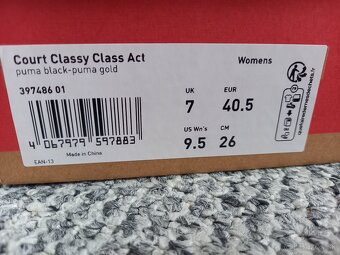 Court Classy Class Act
Womens
puma black-puma gold
397486 01
UK
EUR
7
40.5
US Wn's
CM
9.5
26
4 067979 597883
EAN-13
Made in China